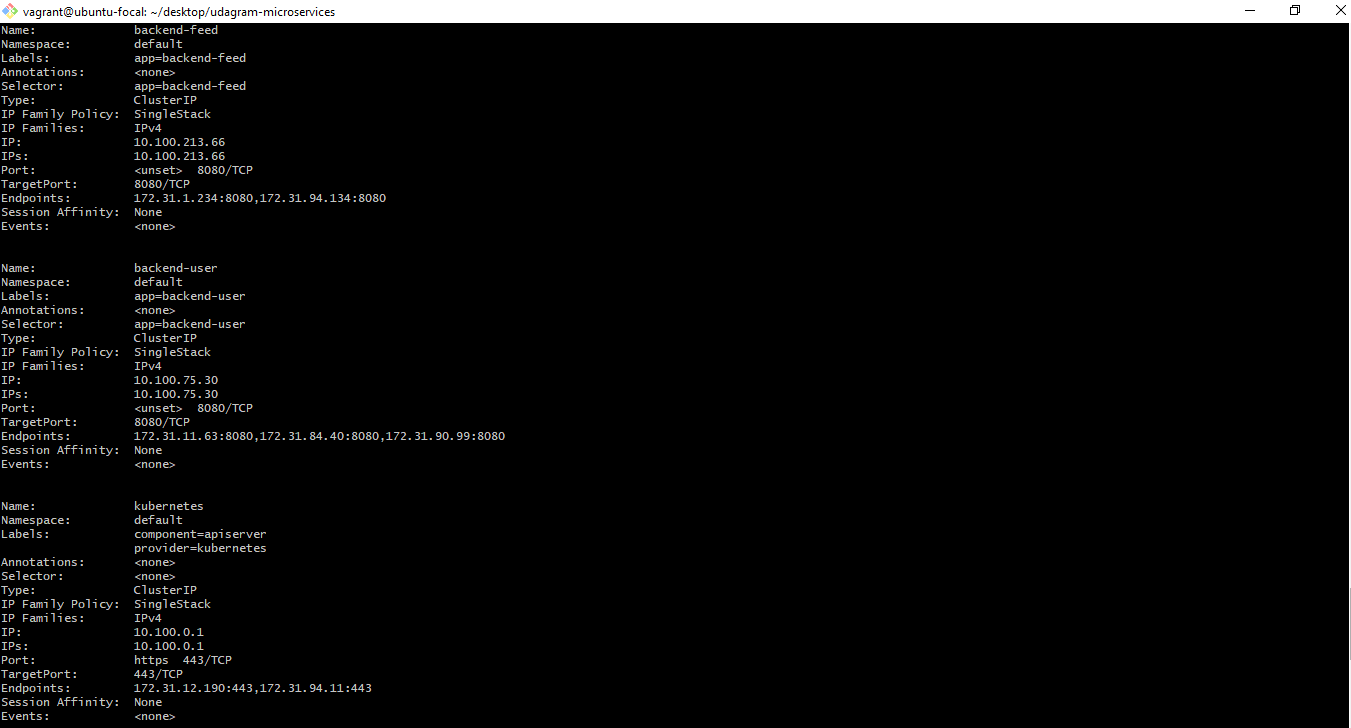 vagrant@ubuntu-focal: ~/desktop/udagram-microservices
Name:              backend-feed
Namespace:         default
Labels:            app=backend-feed
Annotations:       <none>
Selector:          app=backend-feed
Type:              ClusterIP
IP Family Policy:  SingleStack
IP Families:       IPv4
IP:                10.100.213.66
IPs:               10.100.213.66
Port:              <unset>  8080/TCP
TargetPort:        8080/TCP
Endpoints:         172.31.1.234:8080,172.31.94.134:8080
Session Affinity:  None
Events:            <none>
Name:              backend-user
Namespace:         default
Labels:            app=backend-user
Annotations:       <none>
Selector:          app=backend-user
Type:              ClusterIP
IP Family Policy:  SingleStack
IP Families:       IPv4
IP:                10.100.75.30
IPs:               10.100.75.30
Port:              <unset>  8080/TCP
TargetPort:        8080/TCP
Endpoints:         172.31.11.63:8080,172.31.84.40:8080,172.31.90.99:8080
Session Affinity:  None
Events:            <none>
Name:              kubernetes
Namespace:         default
Labels:            component=apiserver
                   provider=kubernetes
Annotations:       <none>
Selector:          <none>
Type:              ClusterIP
IP Family Policy:  SingleStack
IP Families:       IPv4
IP:                10.100.0.1
IPs:               10.100.0.1
Port:              https  443/TCP
TargetPort:        443/TCP
Endpoints:         172.31.12.190:443,172.31.94.11:443
Session Affinity:  None
Events:            <none>